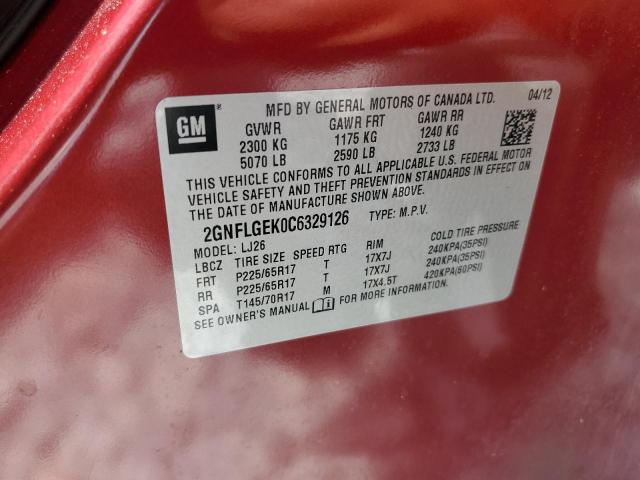 GM ®
MFD BY GENERAL MOTORS OF CANADA LTD. 04/12
GVWR GAWR FRT GAWR RR
2300 KG 1175 KG 1240 KG
5070 LB 2590 LB 2733 LB
THIS VEHICLE CONFORMS TO ALL APPLICABLE U.S. FEDERAL MOTOR
VEHICLE SAFETY AND THEFT PREVENTION STANDARDS IN EFFECT ON
THE DATE OF MANUFACTURE SHOWN ABOVE.
2GNFLGEK0C6329126 TYPE: M.P.V.
MODEL: LJ26
LBCZ TIRE SIZE SPEED RTG RIM COLD TIRE PRESSURE
FRT P225/65R17 T 17X7J 240KPA(35PSI)
RR P225/65R17 T 17X7J 240KPA(35PSI)
SPA T145/70R17 M 17X4.5T 420KPA(60PSI)
SEE OWNER'S MANUAL i FOR MORE INFORMATION.